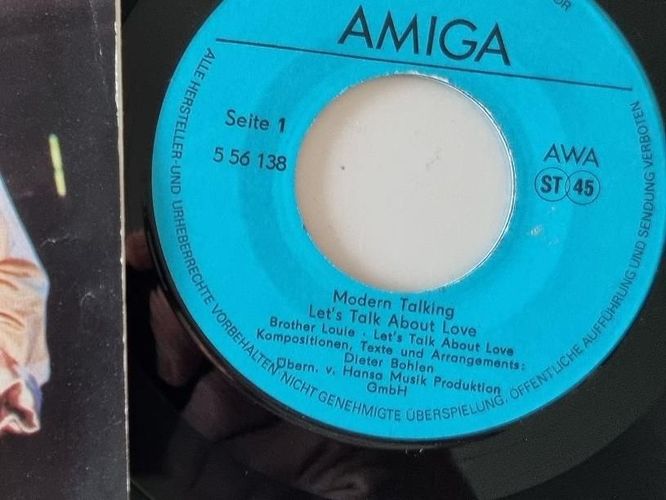 AMIGA
Seite 1
5 56 138
AWA
ST 45
Modern Talking
Let's Talk About Love
Brother Louie · Let's Talk About Love
Kompositionen, Texte und Arrangements:
Dieter Bohlen
Übern. v. Hansa Musik Produktion
GmbH
ALLE HERSTELLER- UND URHEBERRECHTE VORBEHALTEN NICHT GENEHMIGTE ÜBERSPIELUNG, ÖFFENTLICHE AUFFÜHRUNG UND SENDUNG VERBOTEN